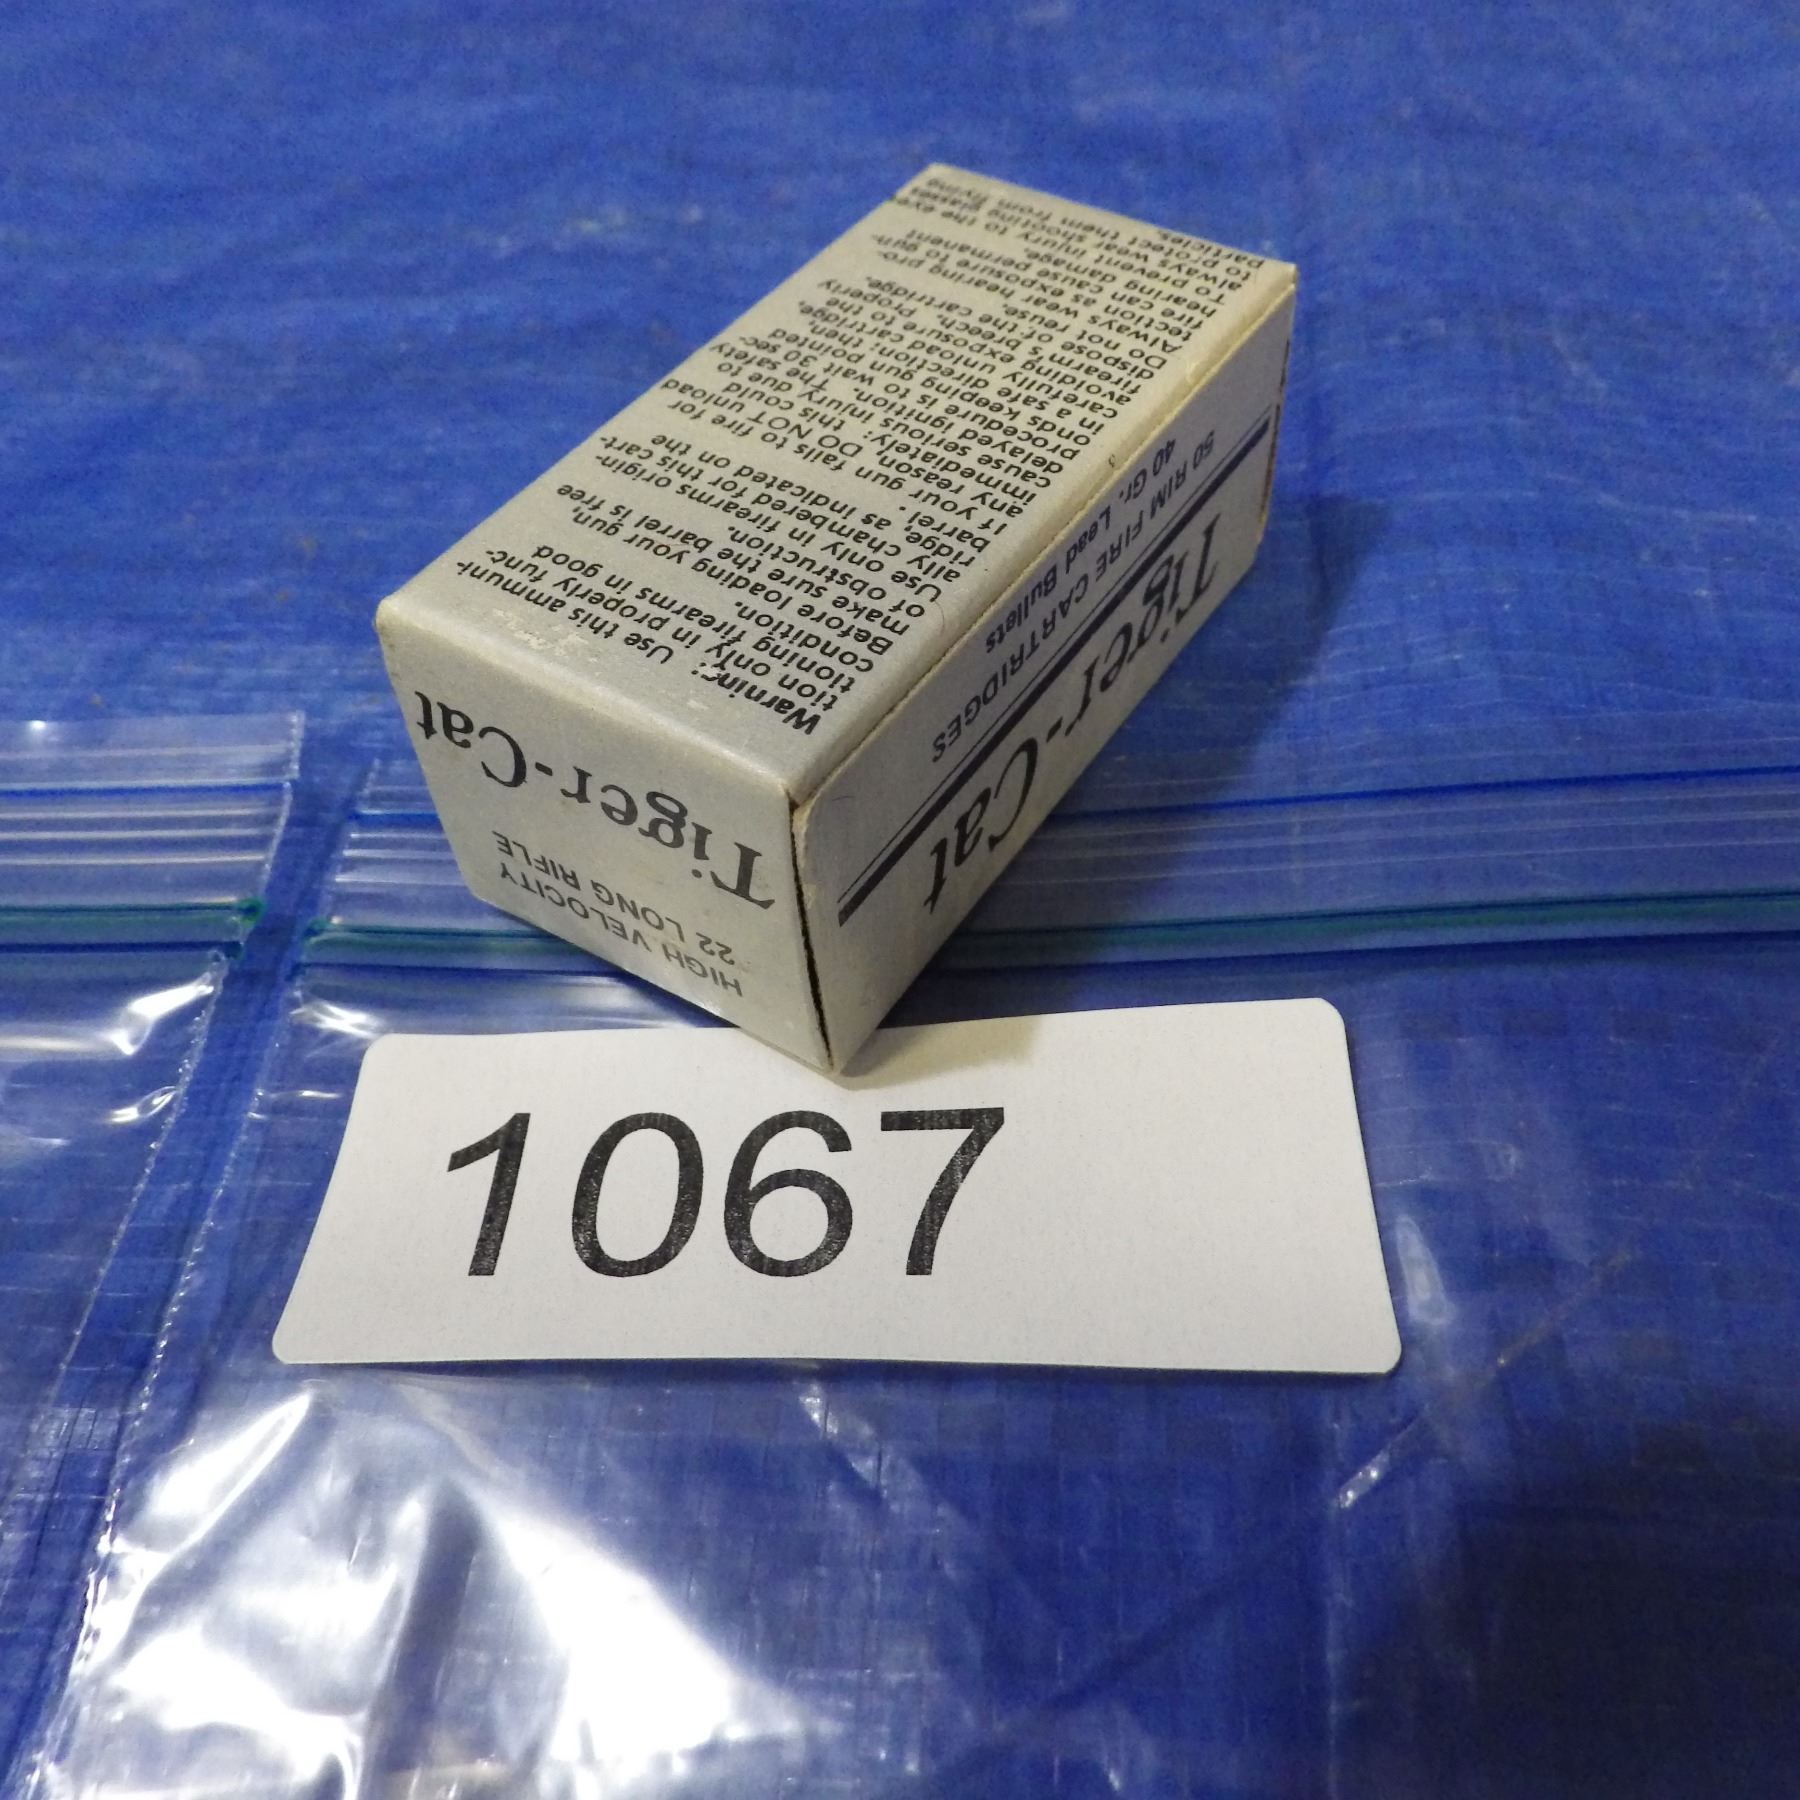 Warning: Use this ammuni-
tion only in properly func-
tioning firearms in good
condition.
Before loading your gun,
make sure the barrel is free
of obstruction.
Use only in firearms origin-
ally chambered for this cart-
ridge, as indicated on the
barrel.
If your gun fails to fire for
any reason, DO NOT unload
immediately; this could
cause serious injury due to
delayed ignition. The safety
procedure is to wait 30 sec-
onds keeping gun pointed
in a safe direction; then,
carefully unload cartridge,
avoiding exposure to the
firearm's breech. Properly
dispose of the cartridge.
Do not reuse.
Always wear hearing pro-
tection as exposure to gun-
fire can cause permanent
hearing damage.
To prevent injury to the eye
always wear shooting glasses
to protect them from flying
particles.
50 RIM FIRE CARTRIDGES
40 Gr. Lead Bullets
Tiger-Cat
HIGH VELOCITY
22 LONG RIFLE
Tiger-Cat
1067